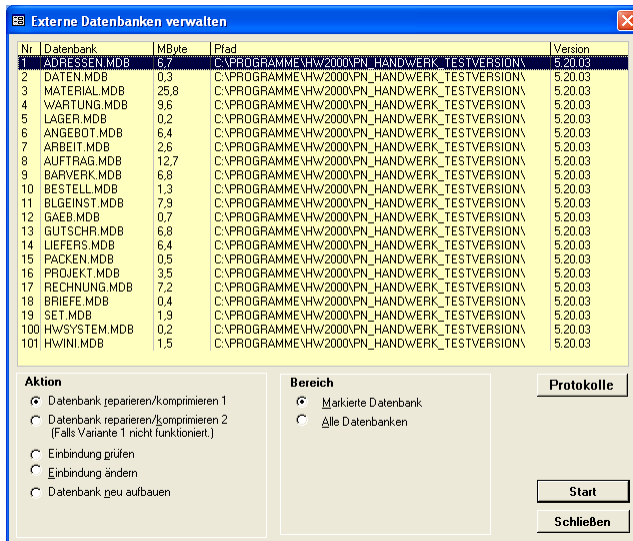 Externe Datenbanken verwalten
Nr Datenbank MByte Pfad Version
1 ADRESSEN.MDB 6,7 C:\PROGRAMME\HW2000\PN_HANDWERK_TESTVERSION\ 5.20.03
2 DATEN.MDB 0,3 C:\PROGRAMME\HW2000\PN_HANDWERK_TESTVERSION\ 5.20.03
3 MATERIAL.MDB 25,8 C:\PROGRAMME\HW2000\PN_HANDWERK_TESTVERSION\ 5.20.03
4 WARTUNG.MDB 9,6 C:\PROGRAMME\HW2000\PN_HANDWERK_TESTVERSION\ 5.20.03
5 LAGER.MDB 0,2 C:\PROGRAMME\HW2000\PN_HANDWERK_TESTVERSION\ 5.20.03
6 ANGEBOT.MDB 6,4 C:\PROGRAMME\HW2000\PN_HANDWERK_TESTVERSION\ 5.20.03
7 ARBEIT.MDB 2,6 C:\PROGRAMME\HW2000\PN_HANDWERK_TESTVERSION\ 5.20.03
8 AUFTRAG.MDB 12,7 C:\PROGRAMME\HW2000\PN_HANDWERK_TESTVERSION\ 5.20.03
9 BARVERK.MDB 6,8 C:\PROGRAMME\HW2000\PN_HANDWERK_TESTVERSION\ 5.20.03
10 BESTELL.MDB 1,3 C:\PROGRAMME\HW2000\PN_HANDWERK_TESTVERSION\ 5.20.03
11 BLGEINST.MDB 7,9 C:\PROGRAMME\HW2000\PN_HANDWERK_TESTVERSION\ 5.20.03
12 GAEB.MDB 0,7 C:\PROGRAMME\HW2000\PN_HANDWERK_TESTVERSION\ 5.20.03
13 GUTSCHR.MDB 6,8 C:\PROGRAMME\HW2000\PN_HANDWERK_TESTVERSION\ 5.20.03
14 LIEFERS.MDB 6,4 C:\PROGRAMME\HW2000\PN_HANDWERK_TESTVERSION\ 5.20.03
15 PACKEN.MDB 0,5 C:\PROGRAMME\HW2000\PN_HANDWERK_TESTVERSION\ 5.20.03
16 PROJEKT.MDB 3,5 C:\PROGRAMME\HW2000\PN_HANDWERK_TESTVERSION\ 5.20.03
17 RECHNUNG.MDB 7,2 C:\PROGRAMME\HW2000\PN_HANDWERK_TESTVERSION\ 5.20.03
18 BRIEFE.MDB 0,4 C:\PROGRAMME\HW2000\PN_HANDWERK_TESTVERSION\ 5.20.03
19 SET.MDB 1,9 C:\PROGRAMME\HW2000\PN_HANDWERK_TESTVERSION\ 5.20.03
100 HWSYSTEM.MDB 0,2 C:\PROGRAMME\HW2000\PN_HANDWERK_TESTVERSION\ 5.20.03
101 HWINI.MDB 1,5 C:\PROGRAMME\HW2000\PN_HANDWERK_TESTVERSION\ 5.20.03
Aktion
Datenbank reparieren/komprimieren 1
Datenbank reparieren/komprimieren 2
(Falls Variante 1 nicht funktioniert.)
Einbindung prüfen
Einbindung ändern
Datenbank neu aufbauen
Bereich
Markierte Datenbank
Alle Datenbanken
Protokolle
Start
Schließen